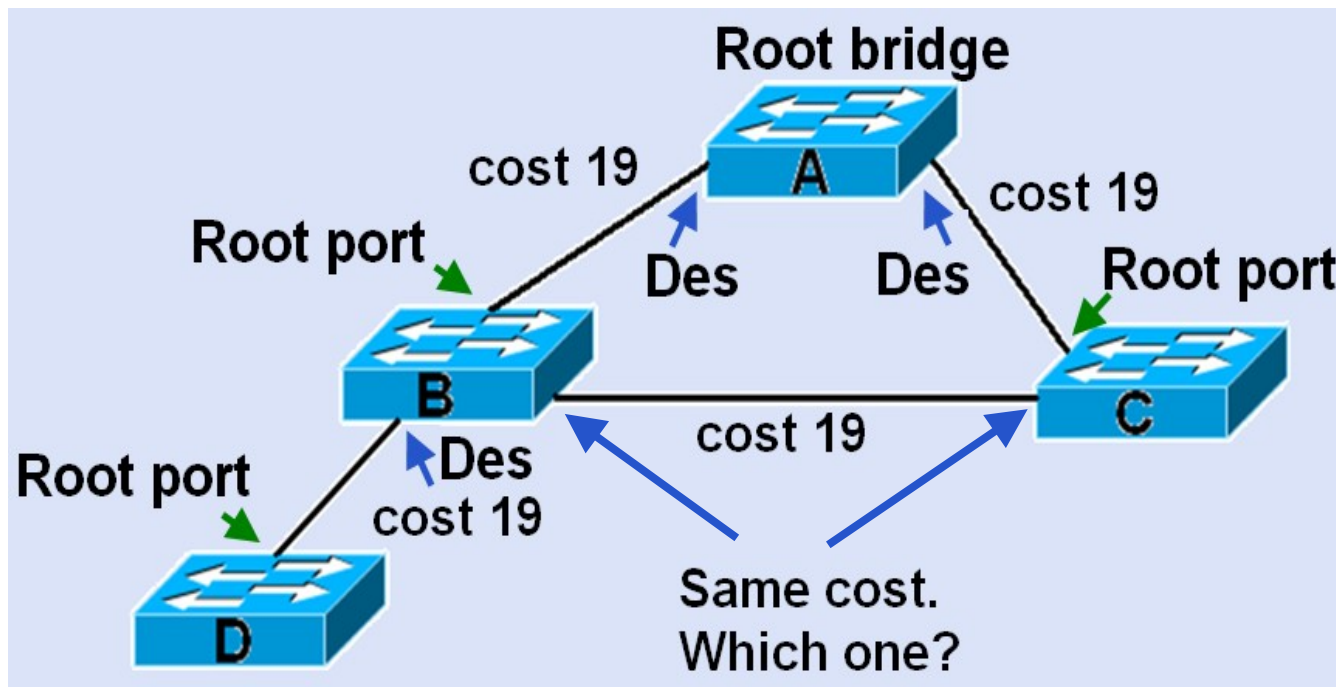 Root bridge
cost 19
A
cost 19
Root port
Des
Des
Root port
B
cost 19
C
Root port
Des
cost 19
D
Same cost.
Which one?